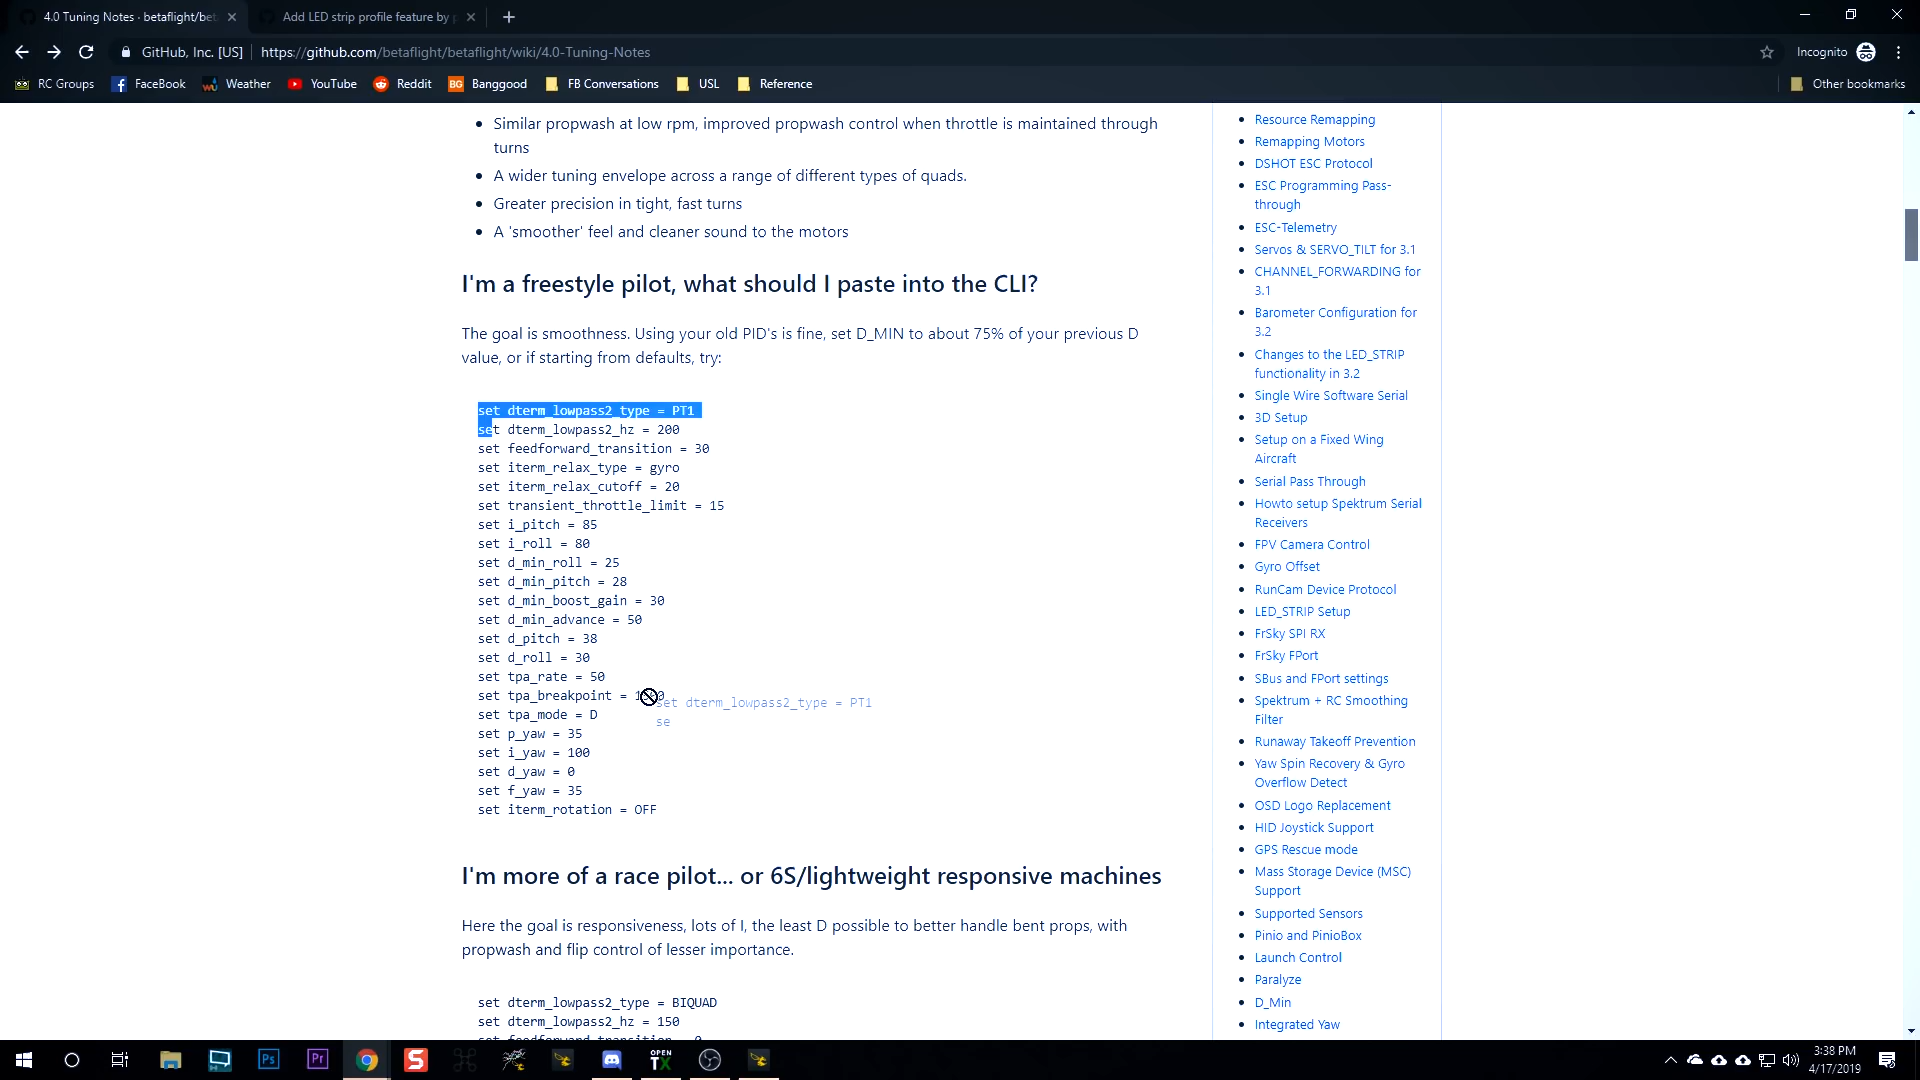 4.0 Tuning Notes · betaflight/bet
Add LED strip profile feature by p
GitHub, Inc. [US]
https://github.com/betaflight/betaflight/wiki/4.0-Tuning-Notes
Incognito
RC Groups
FaceBook
Weather
YouTube
Reddit
BG Banggood
FB Conversations
USL
Reference
Other bookmarks
Similar propwash at low rpm, improved propwash control when throttle is maintained through
turns
A wider tuning envelope across a range of different types of quads.
Greater precision in tight, fast turns
A 'smoother' feel and cleaner sound to the motors
I'm a freestyle pilot, what should I paste into the CLI?
The goal is smoothness. Using your old PID's is fine, set D_MIN to about 75% of your previous D
value, or if starting from defaults, try:
set dterm_lowpass2_type = PT1
set dterm_lowpass2_hz = 200
set feedforward_transition = 30
set iterm_relax_type = gyro
set iterm_relax_cutoff = 20
set transient_throttle_limit = 15
set i_pitch = 85
set i_roll = 80
set d_min_roll = 25
set d_min_pitch = 28
set d_min_boost_gain = 30
set d_min_advance = 50
set d_pitch = 38
set d_roll = 30
set tpa_rate = 50
set tpa_breakpoint =
set dterm_lowpass2_type = PT1
se
set tpa_mode = D
set p_yaw = 35
set i_yaw = 100
set d_yaw = 0
set f_yaw = 35
set iterm_rotation = OFF
I'm more of a race pilot... or 6S/lightweight responsive machines
Here the goal is responsiveness, lots of I, the least D possible to better handle bent props, with
propwash and flip control of lesser importance.
set dterm_lowpass2_type = BIQUAD
set dterm_lowpass2_hz = 150
Resource Remapping
Remapping Motors
DSHOT ESC Protocol
ESC Programming Pass-
through
ESC-Telemetry
Servos & SERVO_TILT for 3.1
CHANNEL_FORWARDING for
3.1
Barometer Configuration for
3.2
Changes to the LED_STRIP
functionality in 3.2
Single Wire Software Serial
3D Setup
Setup on a Fixed Wing
Aircraft
Serial Pass Through
Howto setup Spektrum Serial
Receivers
FPV Camera Control
Gyro Offset
RunCam Device Protocol
LED_STRIP Setup
FrSky SPI RX
FrSky FPort
SBus and FPort settings
Spektrum + RC Smoothing
Filter
Runaway Takeoff Prevention
Yaw Spin Recovery & Gyro
Overflow Detect
OSD Logo Replacement
HID Joystick Support
GPS Rescue mode
Mass Storage Device (MSC)
Support
Supported Sensors
Pinio and PinioBox
Launch Control
Paralyze
D_Min
Integrated Yaw
Ps
Pr
S
OPEN
TX
3:38 PM
4/17/2019